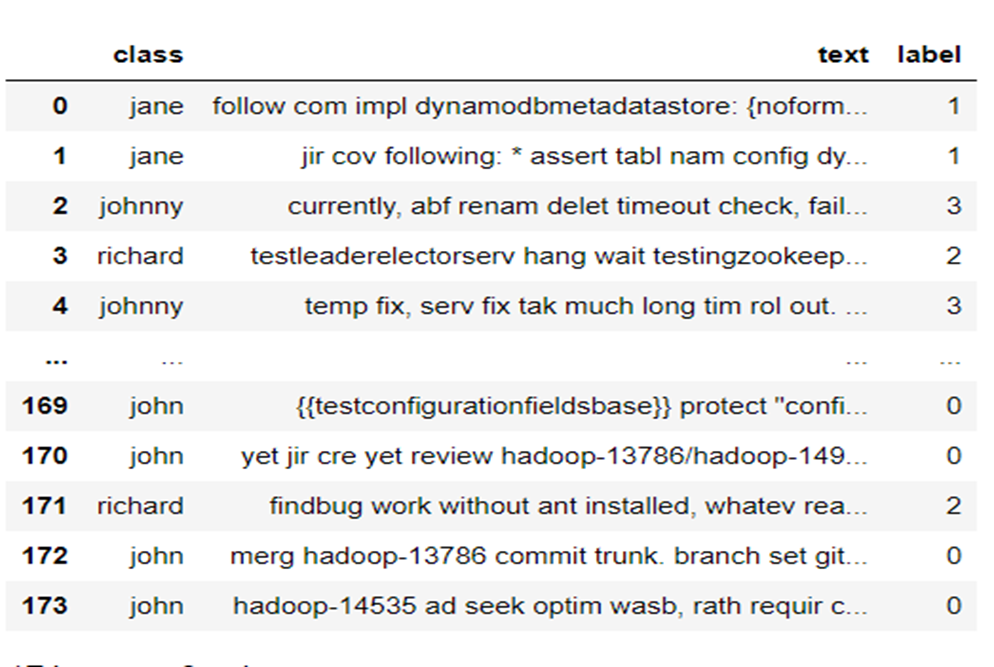 class text label
0 jane follow com impl dynamodbmetadatastore: {noform... 1
1 jane jir cov following: * assert tabl nam config dy... 1
2 johnny currently, abf renam delet timeout check, fail... 3
3 richard testleaderelectorserv hang wait testingzookeep... 2
4 johnny temp fix, serv fix tak much long tim rol out. ... 3
... ... ... ...
169 john {{testconfigurationfieldsbase}} protect "confi... 0
170 john yet jir cre yet review hadoop-13786/hadoop-149... 0
171 richard findbug work without ant installed, whatev rea... 2
172 john merg hadoop-13786 commit trunk. branch set git... 0
173 john hadoop-14535 ad seek optim wasb, rath requir c... 0